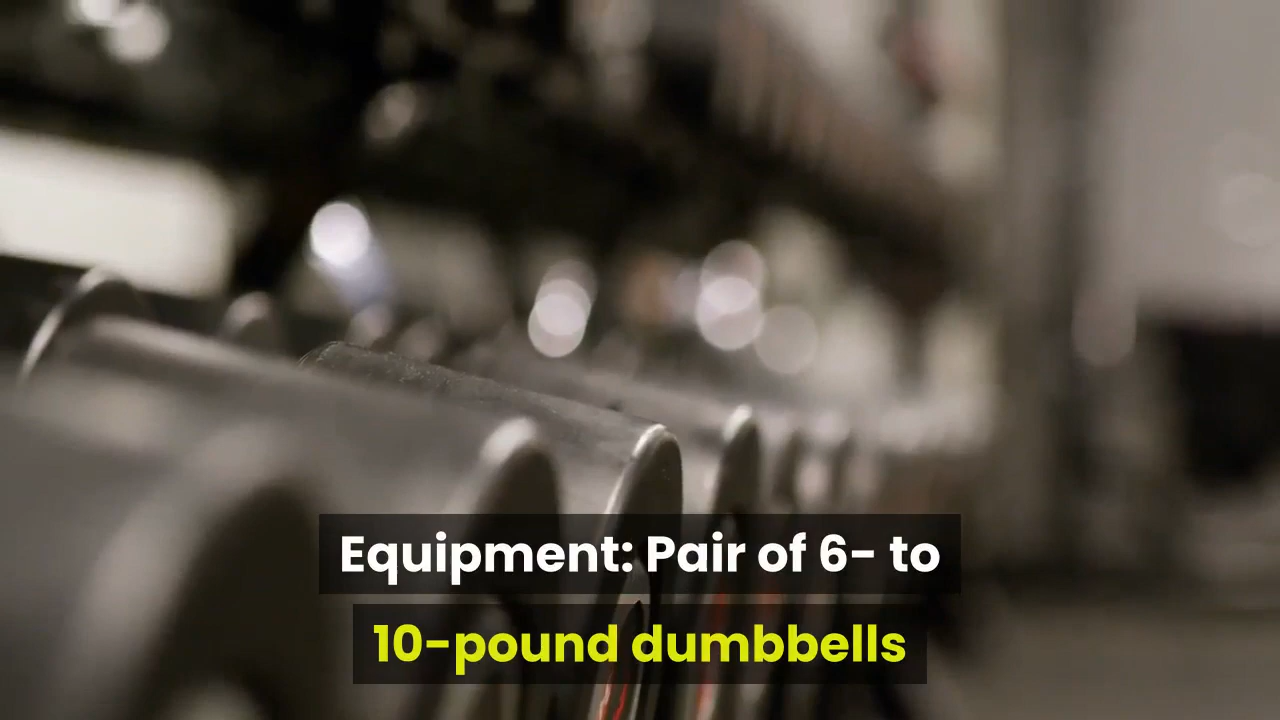 Equipment: Pair of 6- to
10-pound dumbbells